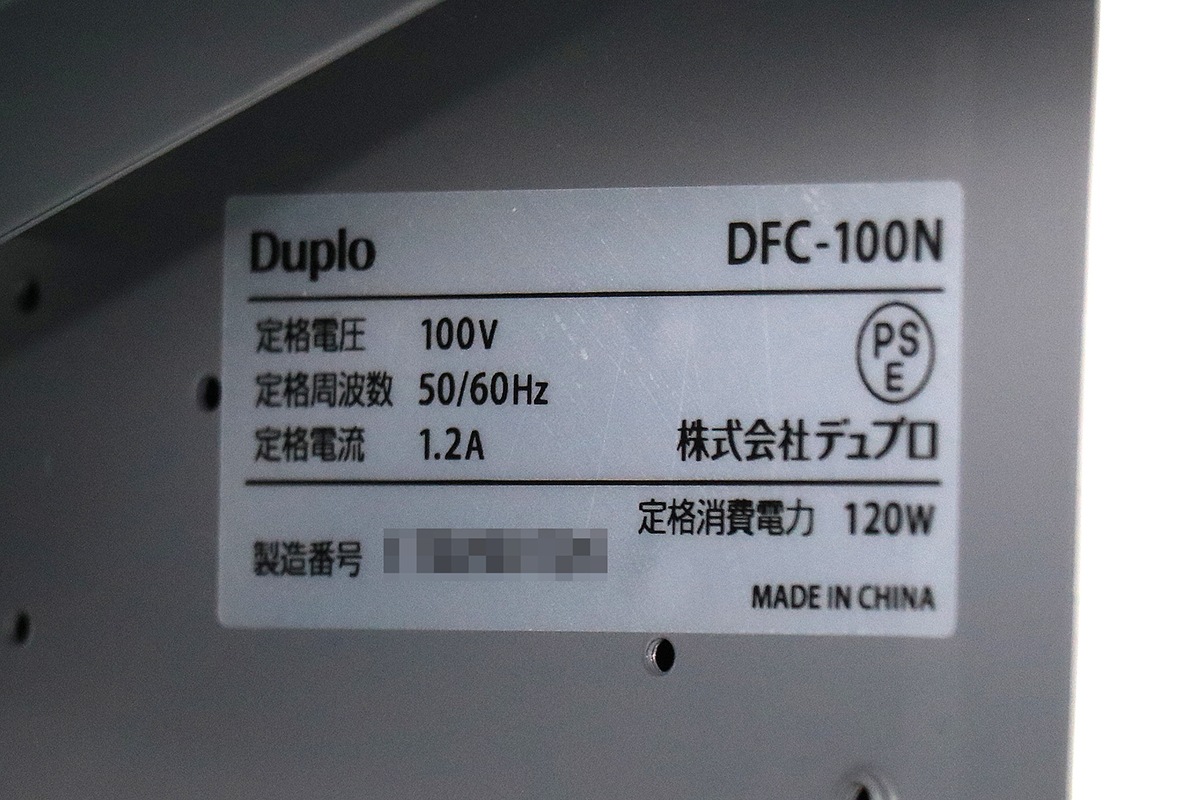 Duplo DFC-100N
定格電圧 100V
定格周波数 50/60Hz
定格電流 1.2A
PS
E
株式会社デュプロ
定格消費電力 120W
製造番号
MADE IN CHINA